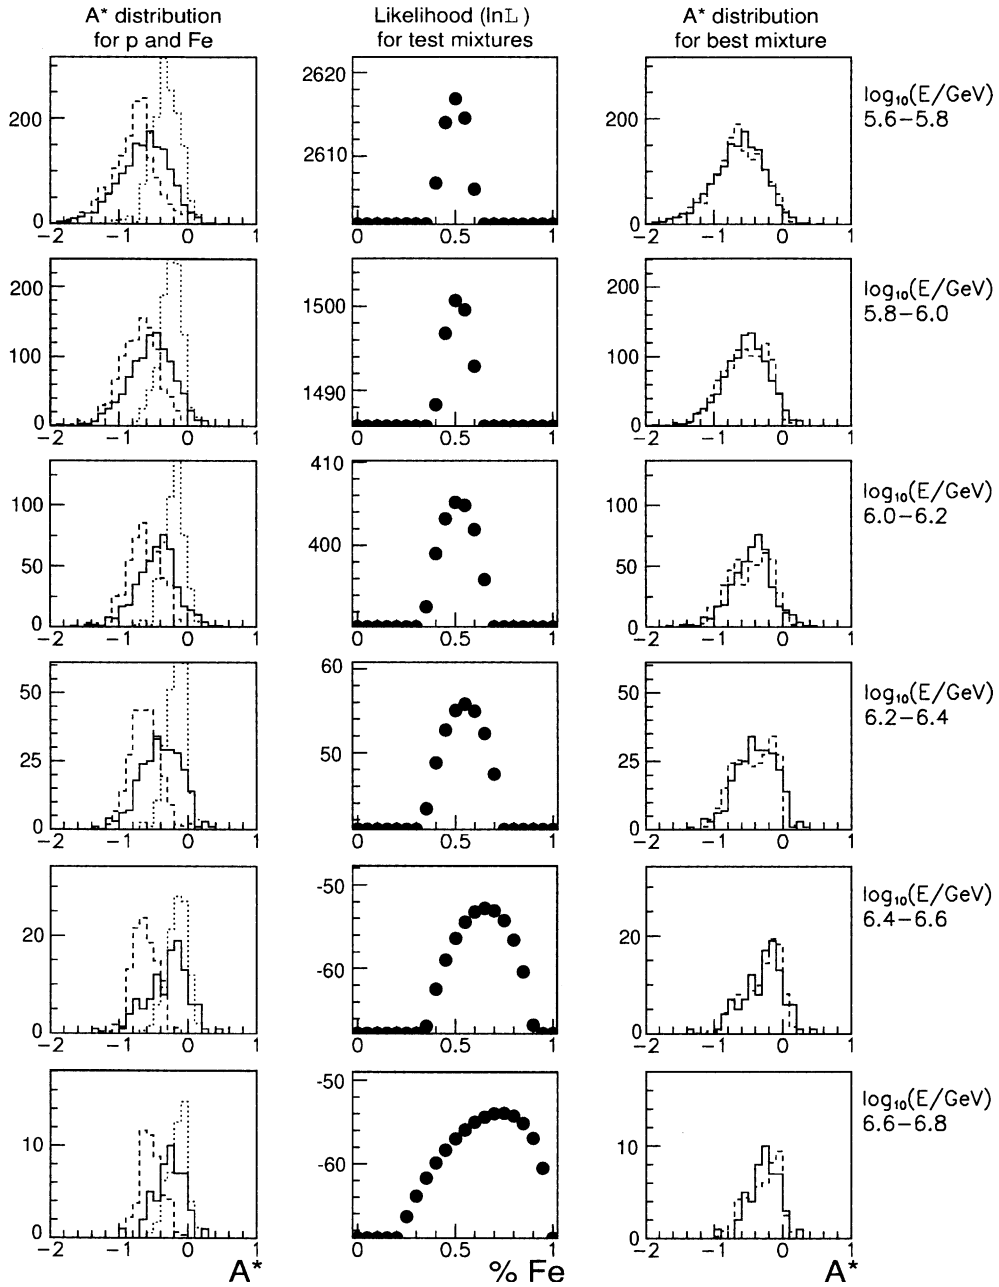 A* distribution for p and Fe
Likelihood (lnL) for test mixtures
A* distribution for best mixture
200
0
−2 −1 0 1
2620
2610
0 0.5 1
200
0
−2 −1 0 1
log₁₀(E/GeV)
5.6−5.8
200
100
0
−2 −1 0 1
1500
1490
0 0.5 1
200
100
0
−2 −1 0 1
log₁₀(E/GeV)
5.8−6.0
100
50
0
−2 −1 0 1
410
400
0 0.5 1
100
50
0
−2 −1 0 1
log₁₀(E/GeV)
6.0−6.2
50
25
0
−2 −1 0 1
60
50
0 0.5 1
50
25
0
−2 −1 0 1
log₁₀(E/GeV)
6.2−6.4
20
0
−2 −1 0 1
-50
-60
0 0.5 1
20
0
−2 −1 0 1
log₁₀(E/GeV)
6.4−6.6
10
0
−2 −1 0 1
-50
-60
0 0.5 1
10
0
−2 −1 0 1
log₁₀(E/GeV)
6.6−6.8
A*
% Fe
A*